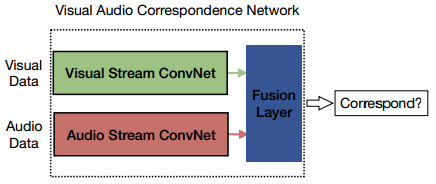 Visual Audio Correspondence Network
Visual
Data
Visual Stream ConvNet
Audio
Data
Audio Stream ConvNet
Fusion
Layer
Correspond?